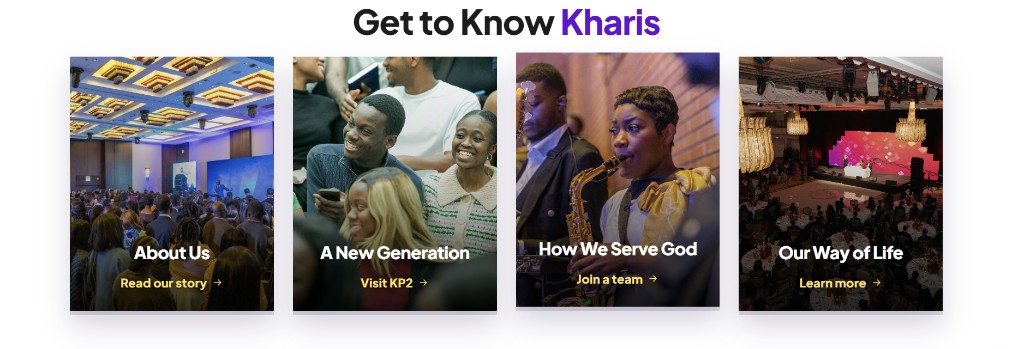 Get to Know Kharis
About Us
Read our story →
A New Generation
Visit KP2 →
How We Serve God
Join a team →
Our Way of Life
Learn more →